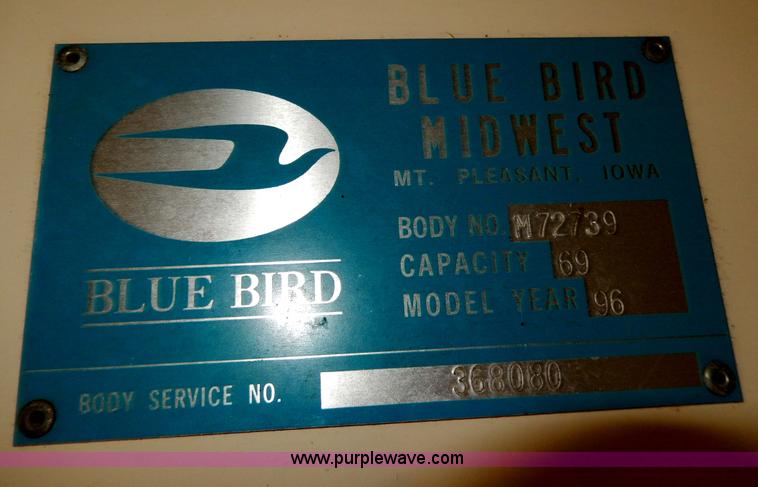 BLUE BIRD
MIDWEST
MT. PLEASANT, IOWA
BODY NO. M72739
CAPACITY 69
MODEL YEAR 96
BLUE BIRD
BODY SERVICE NO. 368080
www.purplewave.com